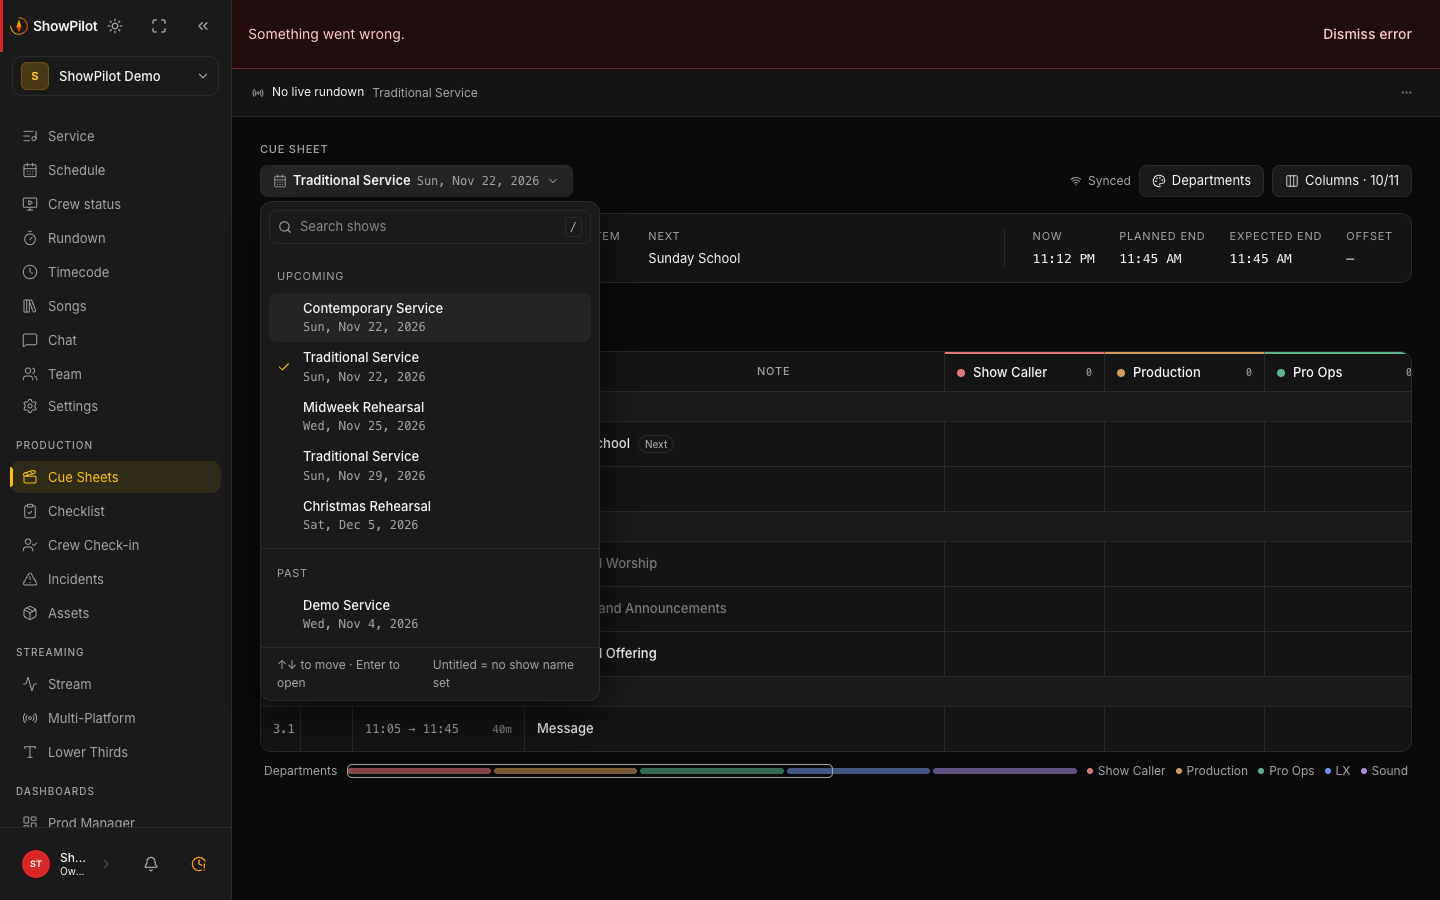 ShowPilot
S ShowPilot Demo
Service
Schedule
Crew status
Rundown
Timecode
Songs
Chat
Team
Settings
PRODUCTION
Cue Sheets
Checklist
Crew Check-in
Incidents
Assets
STREAMING
Stream
Multi-Platform
Lower Thirds
DASHBOARDS
Prod Manager
ST Sh...
Ow...
Something went wrong. Dismiss error
No live rundown Traditional Service
CUE SHEET
Traditional Service Sun, Nov 22, 2026
Synced Departments Columns · 10/11
Search shows /
UPCOMING
Contemporary Service
Sun, Nov 22, 2026
Traditional Service
Sun, Nov 22, 2026
Midweek Rehearsal
Wed, Nov 25, 2026
Traditional Service
Sun, Nov 29, 2026
Christmas Rehearsal
Sat, Dec 5, 2026
PAST
Demo Service
Wed, Nov 4, 2026
↑↓ to move · Enter to open
Untitled = no show name set
EM NEXT NOW PLANNED END EXPECTED END OFFSET
Sunday School 11:12 PM 11:45 AM 11:45 AM —
NOTE Show Caller 0 Production 0 Pro Ops 0
chool Next
l Worship
and Announcements
l Offering
3.1 11:05 → 11:45 40m Message
Departments Show Caller Production Pro Ops LX Sound